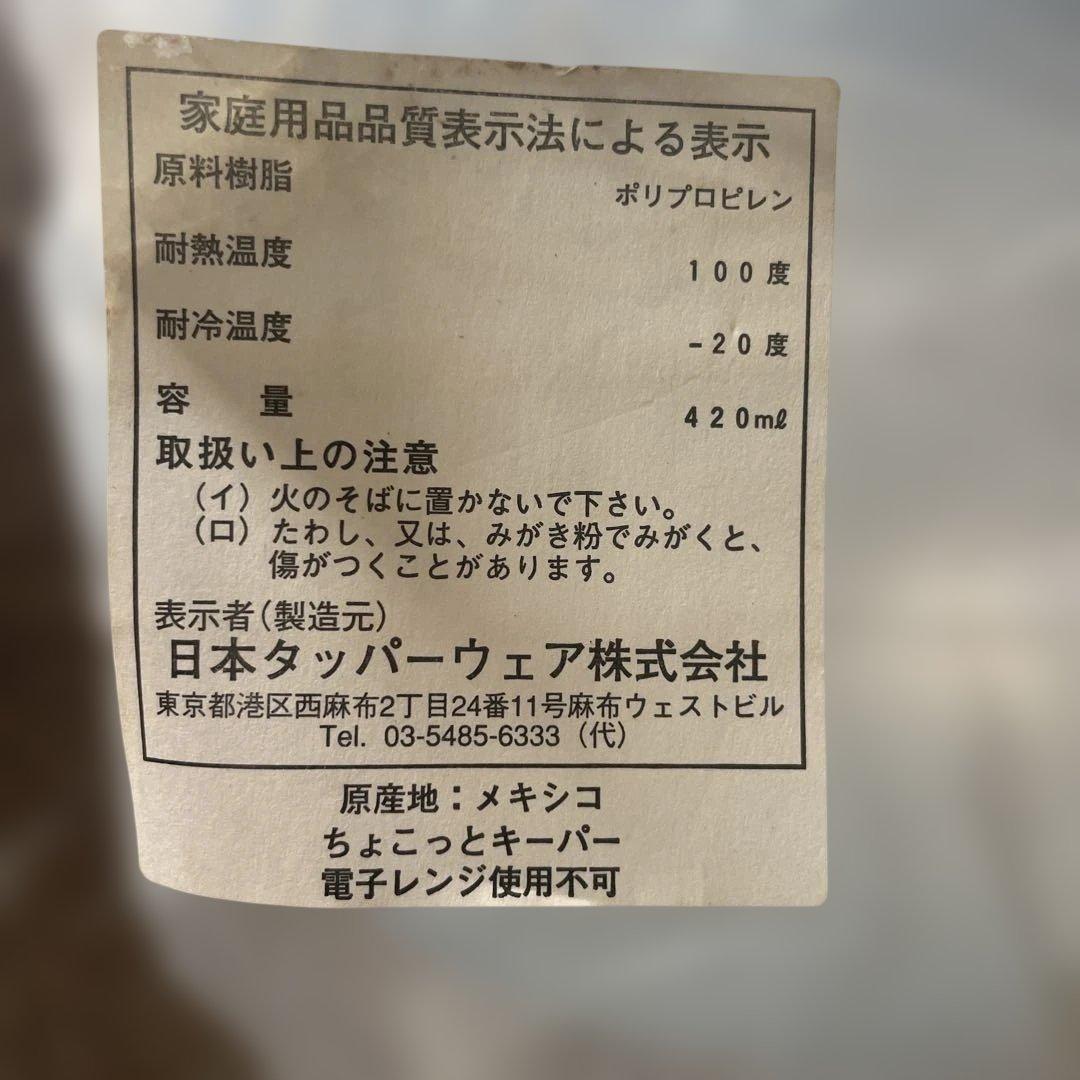 家庭用品品質表示法による表示
原料樹脂 ポリプロピレン
耐熱温度 100度
耐冷温度 -20度
容量 420mℓ
取扱い上の注意
(イ) 火のそばに置かないで下さい。
(ロ) たわし、又は、みがき粉でみがくと、
傷がつくことがあります。
表示者(製造元)
日本タッパーウェア株式会社
東京都港区西麻布2丁目24番11号麻布ウェストビル
Tel. 03-5485-6333 (代)
原産地：メキシコ
ちょこっとキーパー
電子レンジ使用不可